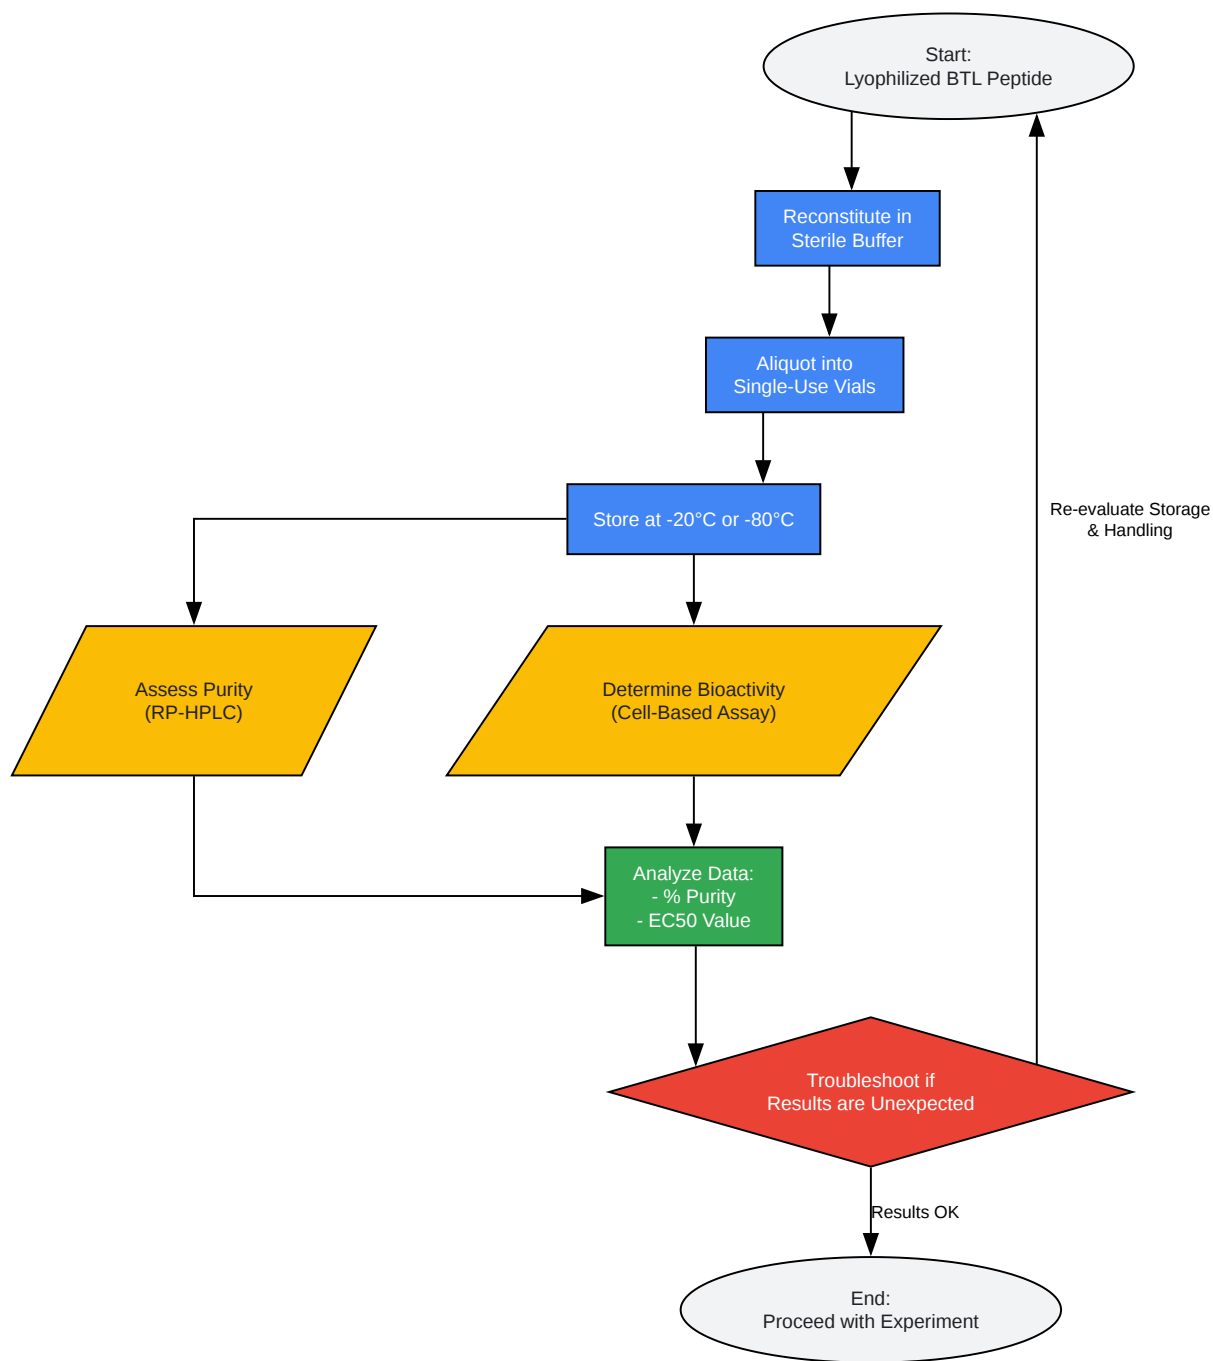 Start:
Lyophilized BTL Peptide
Reconstitute in
Sterile Buffer
Aliquot into
Single-Use Vials
Store at -20°C or -80°C
Re-evaluate Storage
& Handling
Assess Purity
(RP-HPLC)
Determine Bioactivity
(Cell-Based Assay)
Analyze Data:
- % Purity
- EC50 Value
Troubleshoot if
Results are Unexpected
Results OK
End:
Proceed with Experiment